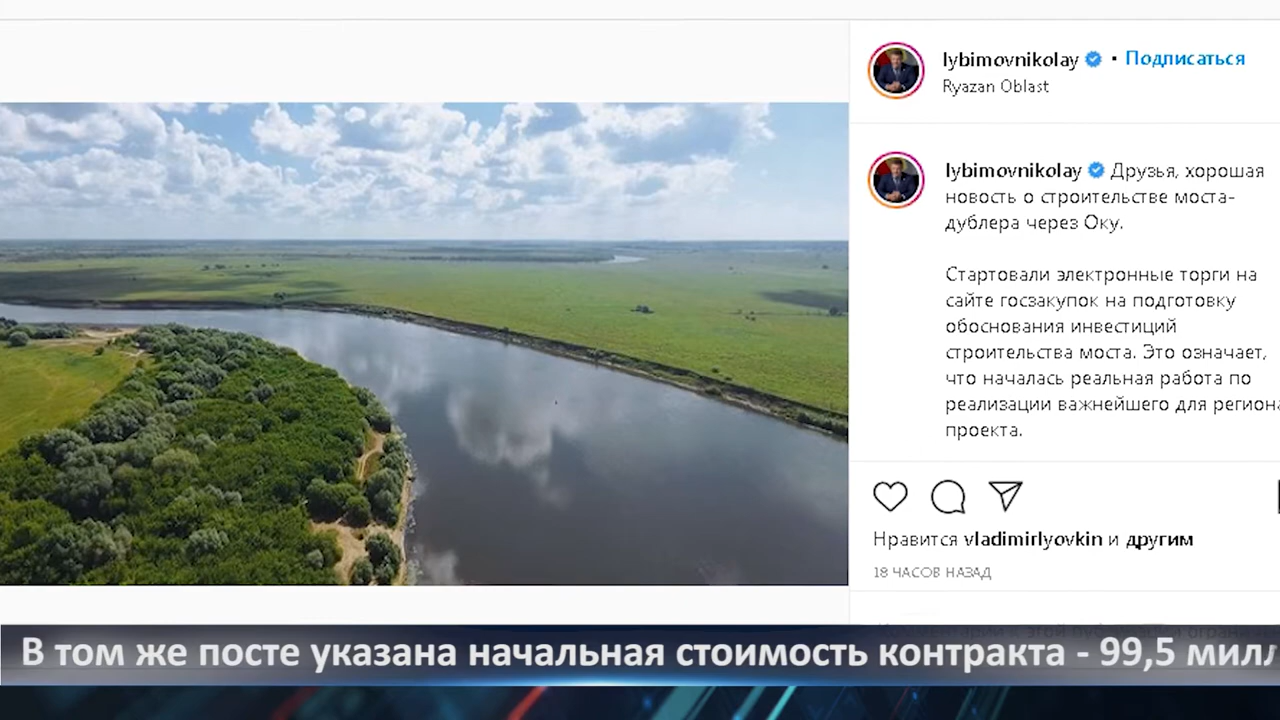 lybimovnikolay • Подписаться
Ryazan Oblast
lybimovnikolay Друзья, хорошая
новость о строительстве моста-
дублера через Оку.
Стартовали электронные торги на
сайте госзакупок на подготовку
обоснования инвестиций
строительства моста. Это означает,
что началась реальная работа по
реализации важнейшего для региона
проекта.
Нравится vladimirlyovkin и другим
18 ЧАСОВ НАЗАД
В том же посте указана начальная стоимость контракта - 99,5 милл